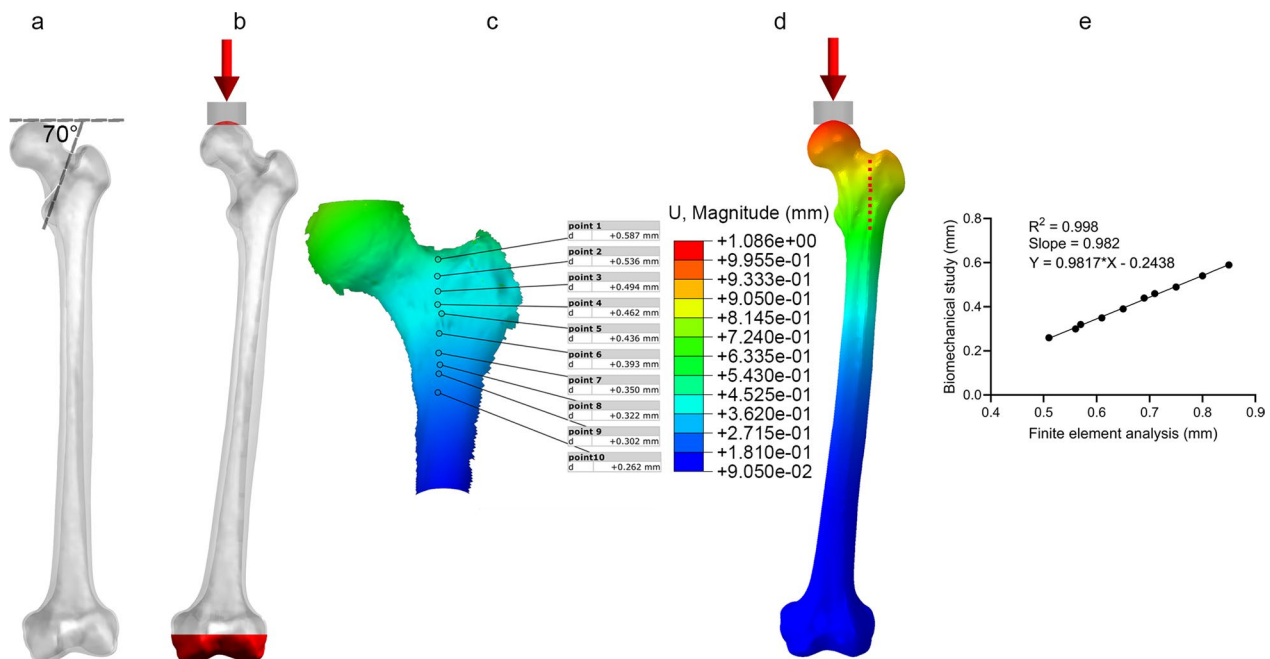 a
b
c
d
e
70°
point 1
d +0.587 mm
point 2
d +0.536 mm
point 3
d +0.494 mm
point 4
d +0.462 mm
point 5
d +0.436 mm
point 6
d +0.393 mm
point 7
d +0.350 mm
point 8
d +0.322 mm
point 9
d +0.302 mm
point10
d +0.262 mm
U, Magnitude (mm)
+1.086e+00
+9.955e-01
+9.333e-01
+9.050e-01
+8.145e-01
+7.240e-01
+6.335e-01
+5.430e-01
+4.525e-01
+3.620e-01
+2.715e-01
+1.810e-01
+9.050e-02
Biomechanical study (mm)
0.8
0.6
0.4
0.2
0.0
R² = 0.998
Slope = 0.982
Y = 0.9817*X - 0.2438
0.4 0.5 0.6 0.7 0.8 0.9
Finite element analysis (mm)